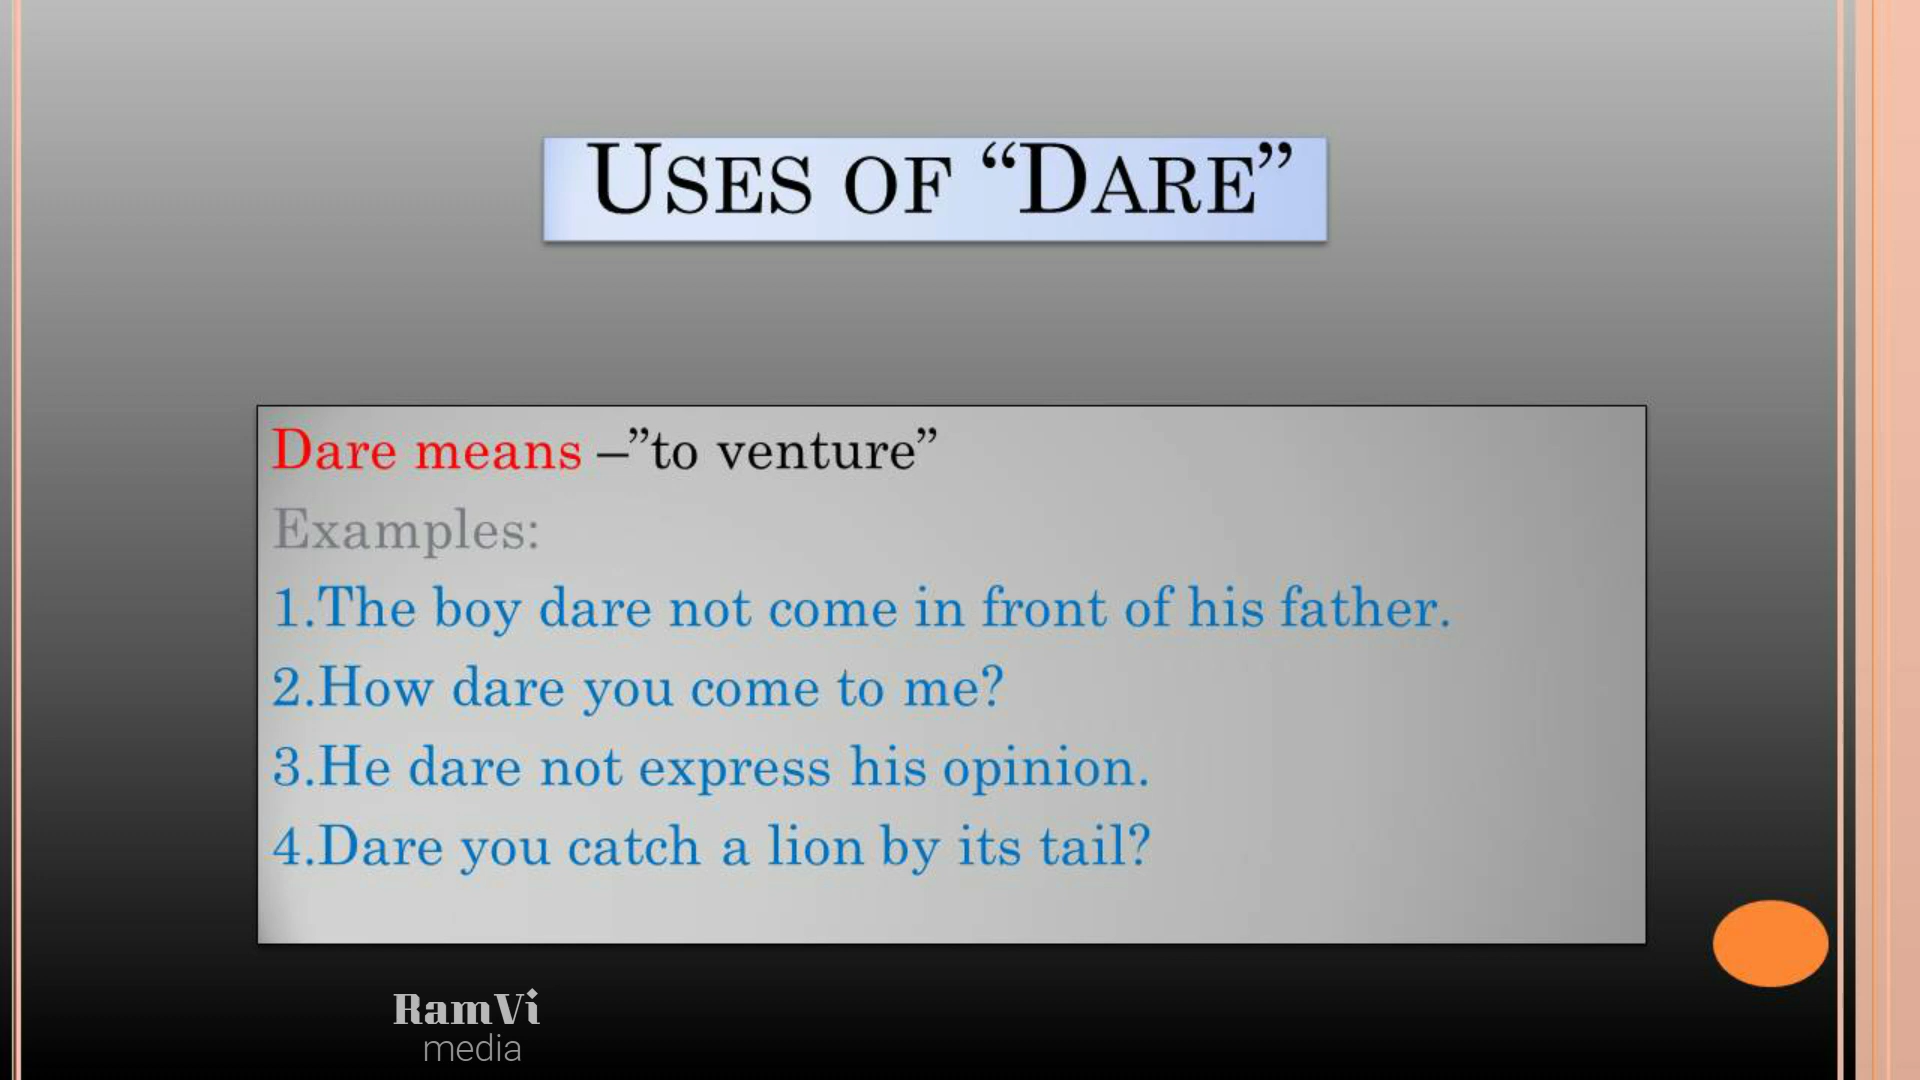 USES OF “DARE”
Dare means –”to venture”
Examples:
1.The boy dare not come in front of his father.
2.How dare you come to me?
3.He dare not express his opinion.
4.Dare you catch a lion by its tail?
RamVi
media